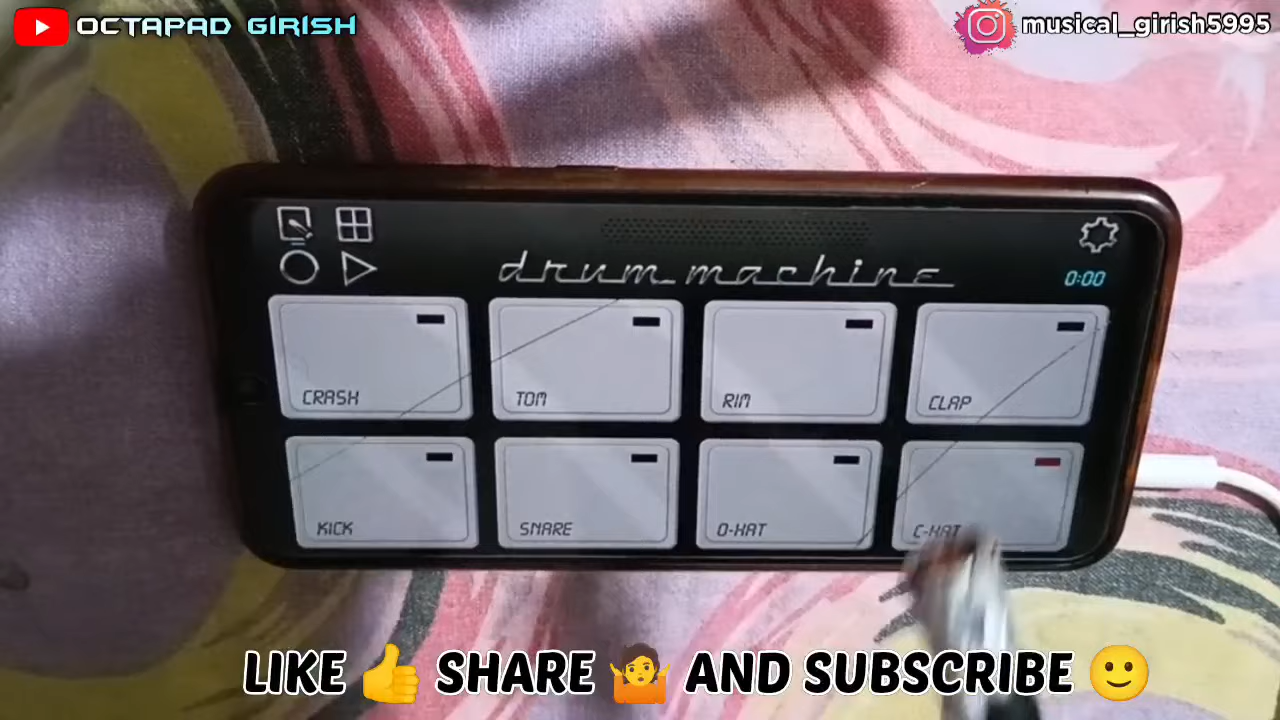 OCTAPAD GIRISH
musical_girish5995
drum machine
0:00
CRASH
TOM
RIM
CLAP
KICK
SNARE
O-HAT
C-HAT
LIKE 👍 SHARE 🤷 AND SUBSCRIBE 🙂